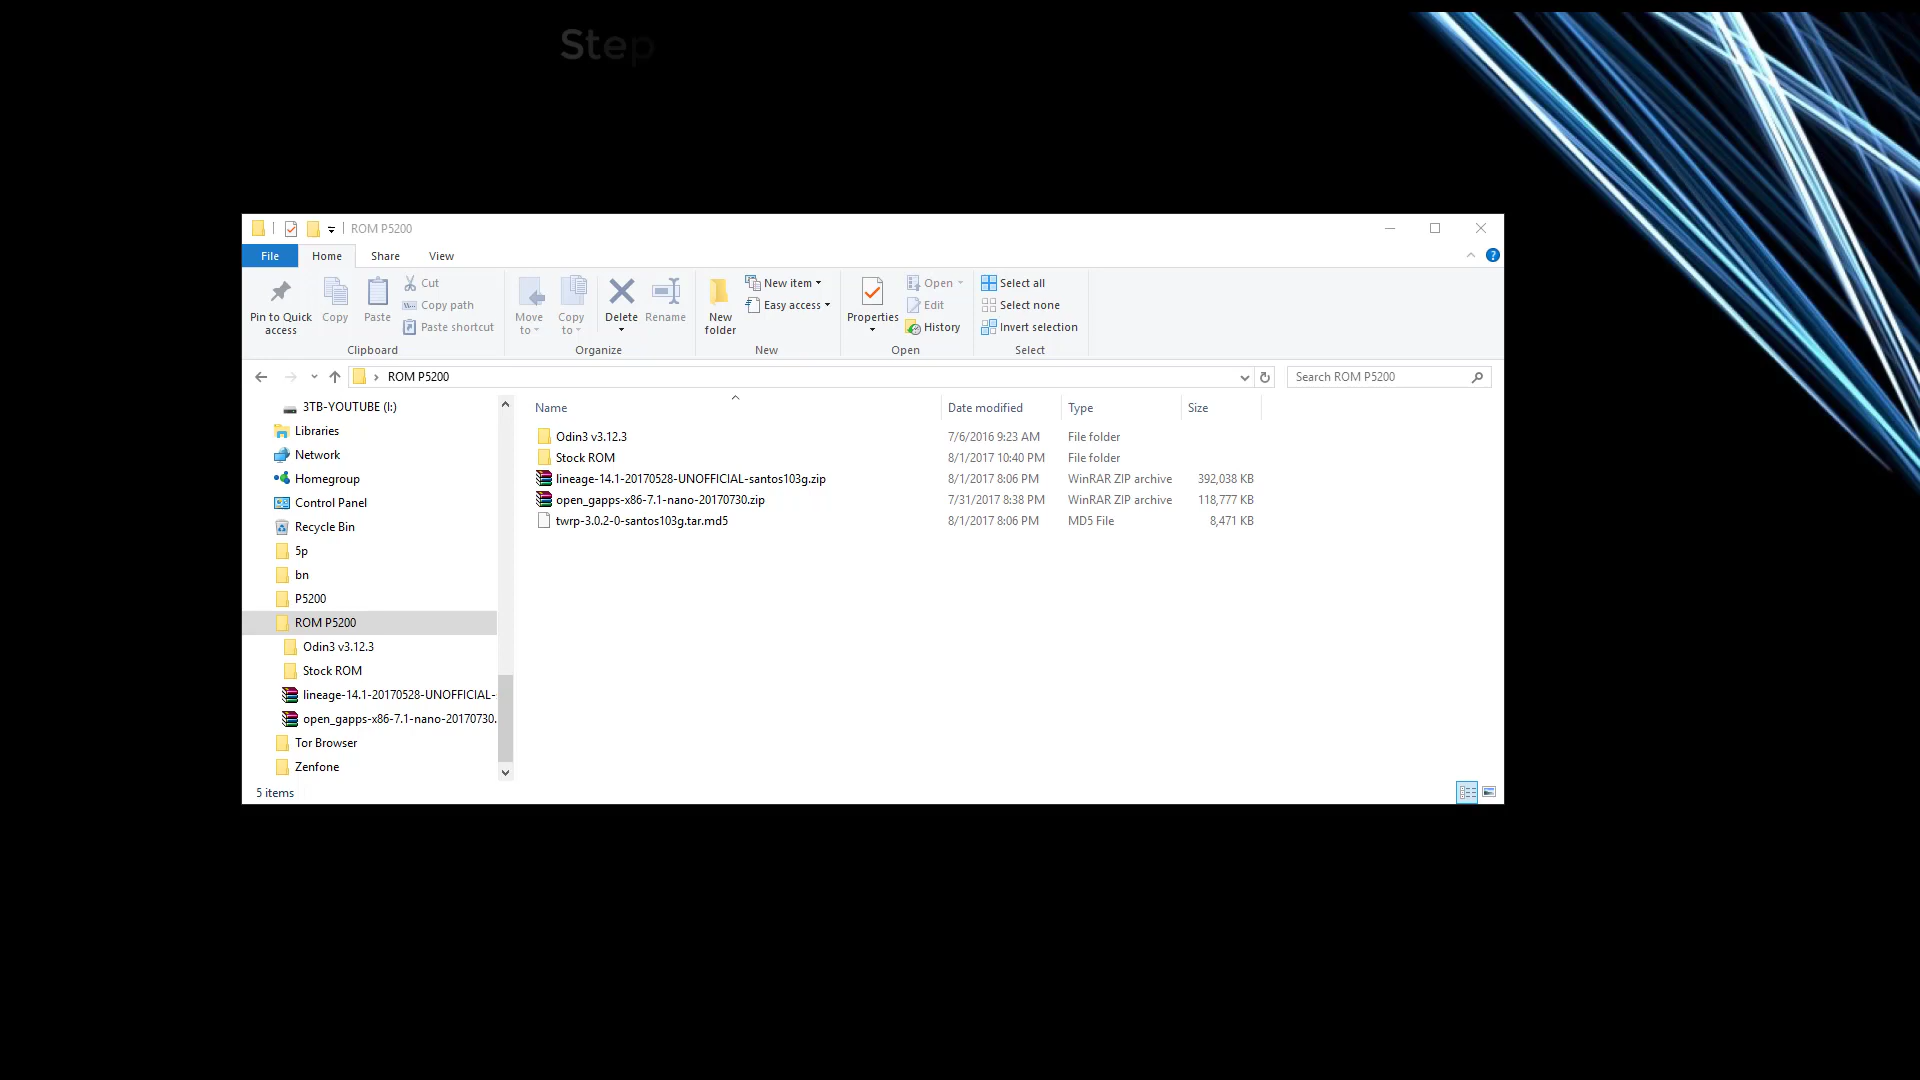 Step
ROM P5200
File Home Share View
Pin to Quick access
Copy
Paste
Cut
Copy path
Paste shortcut
Clipboard
Move to
Copy to
Delete
Rename
Organize
New folder
New item
Easy access
New
Properties
Open
Edit
History
Open
Select all
Select none
Invert selection
Select
ROM P5200
Search ROM P5200
3TB-YOUTUBE (I:)
Libraries
Network
Homegroup
Control Panel
Recycle Bin
5p
bn
P5200
ROM P5200
Odin3 v3.12.3
Stock ROM
lineage-14.1-20170528-UNOFFICIAL-
open_gapps-x86-7.1-nano-20170730.
Tor Browser
Zenfone
Name Date modified Type Size
Odin3 v3.12.3 7/6/2016 9:23 AM File folder
Stock ROM 8/1/2017 10:40 PM File folder
lineage-14.1-20170528-UNOFFICIAL-santos103g.zip 8/1/2017 8:06 PM WinRAR ZIP archive 392,038 KB
open_gapps-x86-7.1-nano-20170730.zip 7/31/2017 8:38 PM WinRAR ZIP archive 118,777 KB
twrp-3.0.2-0-santos103g.tar.md5 8/1/2017 8:06 PM MD5 File 8,471 KB
5 items